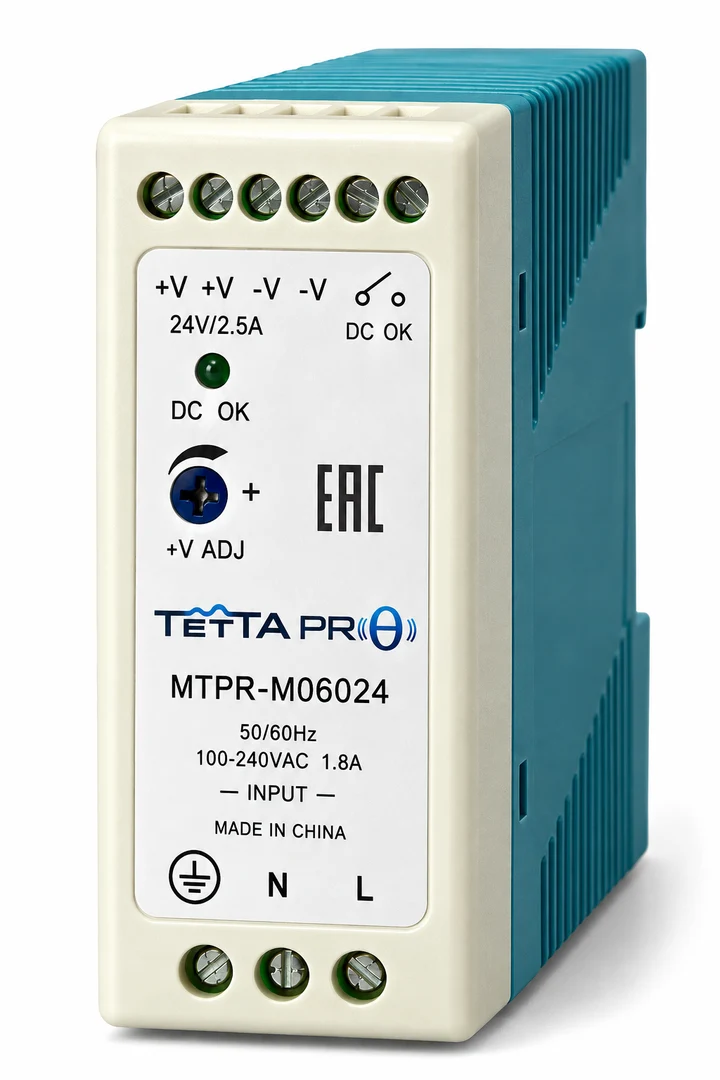 +V +V -V -V
24V/2.5A
DC OK
DC OK
+
EAC
+V ADJ
TETTA PRO
MTPR-M06024
50/60Hz
100-240VAC 1.8A
— INPUT —
MADE IN CHINA
N L